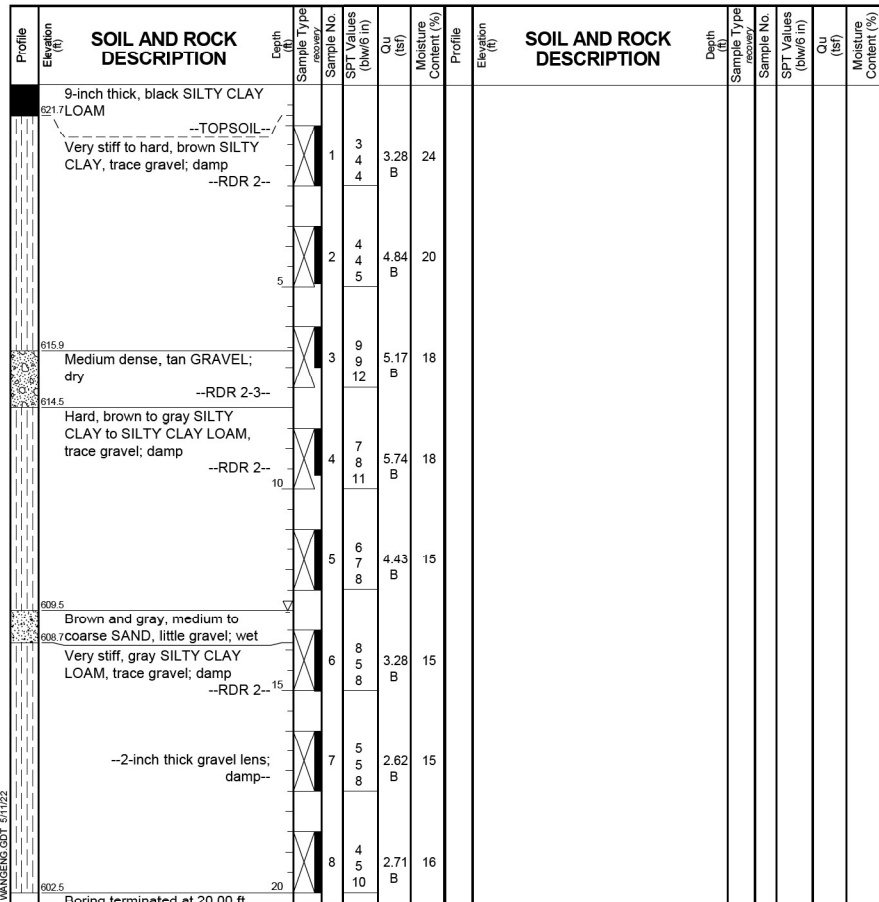 Profile
Elevation
(ft)
SOIL AND ROCK
DESCRIPTION
Depth
(ft)
Sample Type
recovery
Sample No.
SPT Values
(blw/6 in)
Qu
(tsf)
Moisture
Content (%)
Profile
Elevation
(ft)
SOIL AND ROCK
DESCRIPTION
Depth
(ft)
Sample Type
recovery
Sample No.
SPT Values
(blw/6 in)
Qu
(tsf)
Moisture
Content (%)
9-inch thick, black SILTY CLAY
621.7 LOAM
--TOPSOIL--
Very stiff to hard, brown SILTY
CLAY, trace gravel; damp
--RDR 2--
1
3
4
4
3.28
B
24
2
4
4
5
4.84
B
20
5
615.9
Medium dense, tan GRAVEL;
dry
--RDR 2-3--
3
9
9
12
5.17
B
18
614.5
Hard, brown to gray SILTY
CLAY to SILTY CLAY LOAM,
trace gravel; damp
--RDR 2--
10
4
7
8
11
5.74
B
18
5
6
7
8
4.43
B
15
609.5
Brown and gray, medium to
608.7 coarse SAND, little gravel; wet
Very stiff, gray SILTY CLAY
LOAM, trace gravel; damp
--RDR 2--
15
6
8
5
8
3.28
B
15
--2-inch thick gravel lens;
damp--
7
5
5
8
2.62
B
15
8
4
5
10
2.71
B
16
602.5
20
Boring terminated at 20.00 ft
WANGENG.GDT 5/11/22